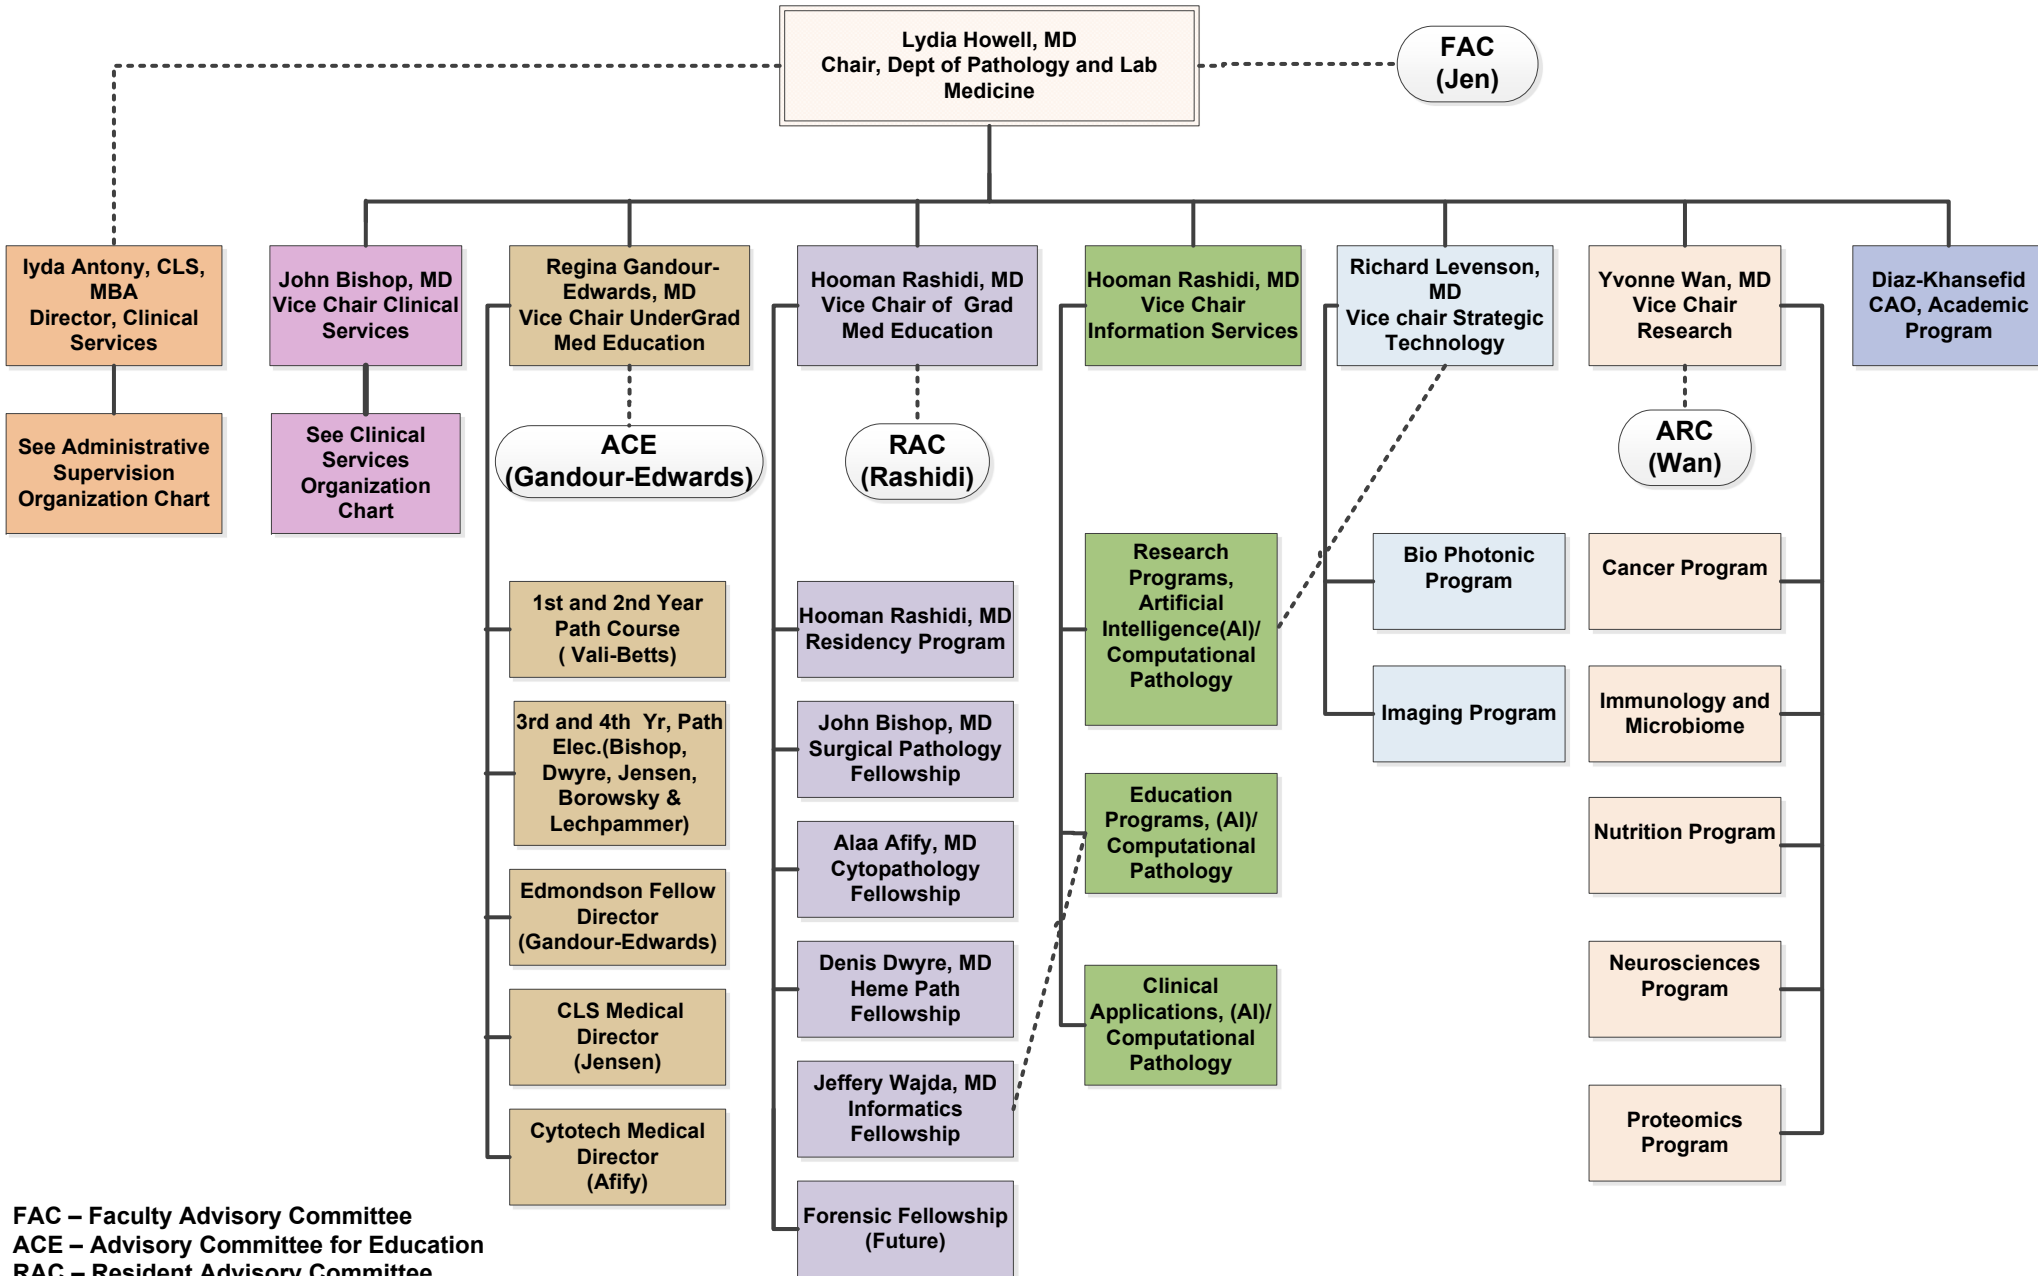 Lydia Howell, MD
Chair, Dept of Pathology and Lab
Medicine
FAC
(Jen)
Iyda Antony, CLS,
MBA
Director, Clinical
Services
John Bishop, MD
Vice Chair Clinical
Services
Regina Gandour-
Edwards, MD
Vice Chair UnderGrad
Med Education
Hooman Rashidi, MD
Vice Chair of Grad
Med Education
Hooman Rashidi, MD
Vice Chair
Information Services
Richard Levenson,
MD
Vice chair Strategic
Technology
Yvonne Wan, MD
Vice Chair
Research
Diaz-Khansefid
CAO, Academic
Program
See Administrative
Supervision
Organization Chart
See Clinical
Services
Organization
Chart
ACE
(Gandour-Edwards)
RAC
(Rashidi)
ARC
(Wan)
1st and 2nd Year
Path Course
( Vali-Betts)
3rd and 4th Yr, Path
Elec.(Bishop,
Dwyre, Jensen,
Borowsky &
Lechpammer)
Edmondson Fellow
Director
(Gandour-Edwards)
CLS Medical
Director
(Jensen)
Cytotech Medical
Director
(Afify)
Hooman Rashidi, MD
Residency Program
John Bishop, MD
Surgical Pathology
Fellowship
Alaa Afify, MD
Cytopathology
Fellowship
Denis Dwyre, MD
Heme Path
Fellowship
Jeffery Wajda, MD
Informatics
Fellowship
Forensic Fellowship
(Future)
Research
Programs,
Artificial
Intelligence(AI)/
Computational
Pathology
Education
Programs, (AI)/
Computational
Pathology
Clinical
Applications, (AI)/
Computational
Pathology
Bio Photonic
Program
Imaging Program
Cancer Program
Immunology and
Microbiome
Nutrition Program
Neurosciences
Program
Proteomics
Program
FAC – Faculty Advisory Committee
ACE – Advisory Committee for Education
RAC – Resident Advisory Committee